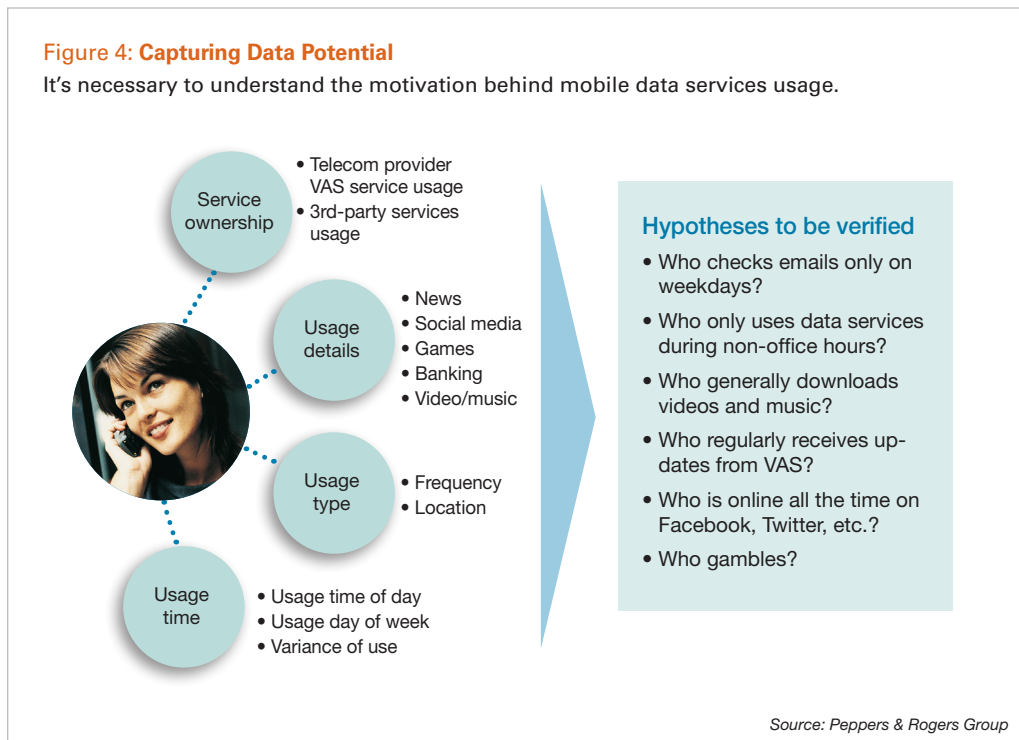 Figure 4: Capturing Data Potential
It's necessary to understand the motivation behind mobile data services usage.
Service
ownership
• Telecom provider
VAS service usage
• 3rd-party services
usage
Usage
details
• News
• Social media
• Games
• Banking
• Video/music
Usage
type
• Frequency
• Location
Usage
time
• Usage time of day
• Usage day of week
• Variance of use
Hypotheses to be verified
• Who checks emails only on
weekdays?
• Who only uses data services
during non-office hours?
• Who generally downloads
videos and music?
• Who regularly receives up-
dates from VAS?
• Who is online all the time on
Facebook, Twitter, etc.?
• Who gambles?
Source: Peppers & Rogers Group